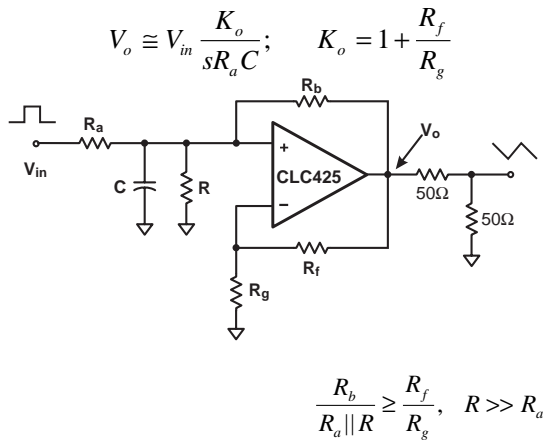 V_o ≅ V_in K_o / sR_aC; K_o = 1 + R_f / R_g
R_b
R_a
V_o
V_in
+
C
R
CLC425
−
50Ω
50Ω
R_f
R_g
R_b / R_a||R ≥ R_f / R_g, R >> R_a